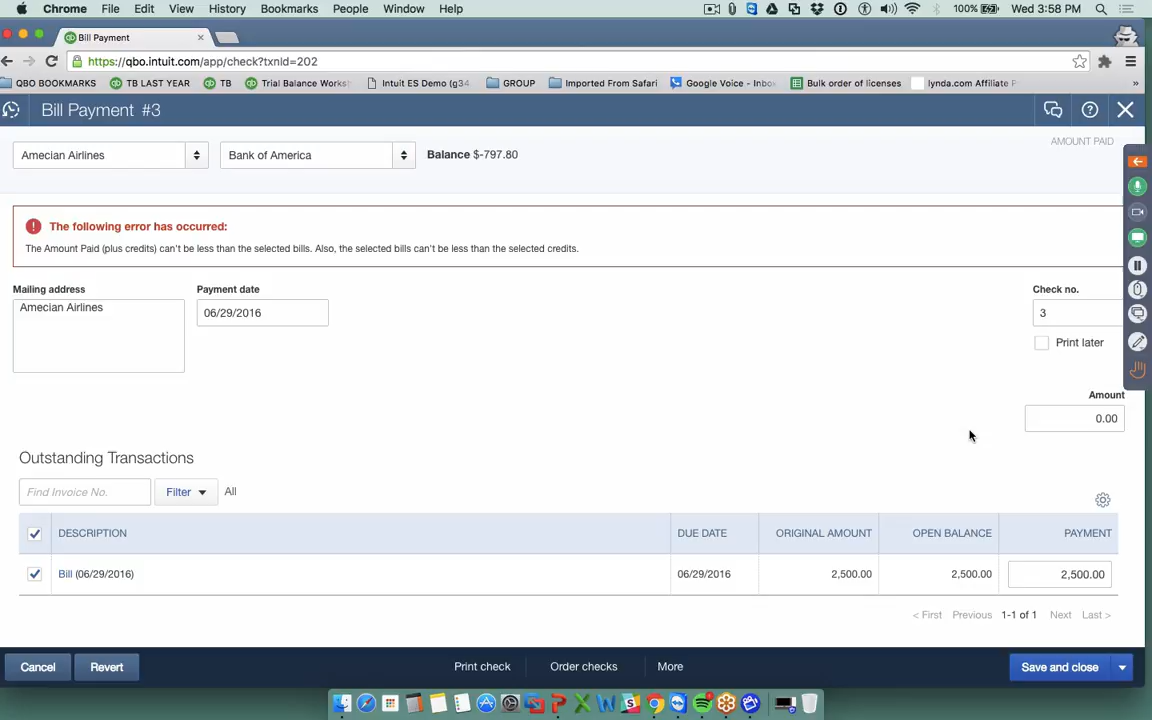 Chrome File Edit View History Bookmarks People Window Help 100% Wed 3:58 PM
Bill Payment
https://qbo.intuit.com/app/check?txnId=202
QBO BOOKMARKS TB LAST YEAR TB Trial Balance Works Intuit ES Demo (g34 GROUP Imported From Safari Google Voice - Inbo Bulk order of licenses lynda.com Affiliate P »
Bill Payment #3
AMOUNT PAID
Amecian Airlines Bank of America Balance $-797.80
The following error has occurred:
The Amount Paid (plus credits) can't be less than the selected bills. Also, the selected bills can't be less than the selected credits.
Mailing address Payment date Check no.
Amecian Airlines 06/29/2016 3
Print later
Amount
0.00
Outstanding Transactions
Find Invoice No. Filter All
DESCRIPTION DUE DATE ORIGINAL AMOUNT OPEN BALANCE PAYMENT
Bill (06/29/2016) 06/29/2016 2,500.00 2,500.00 2,500.00
< First Previous 1-1 of 1 Next Last >
Cancel Revert Print check Order checks More Save and close